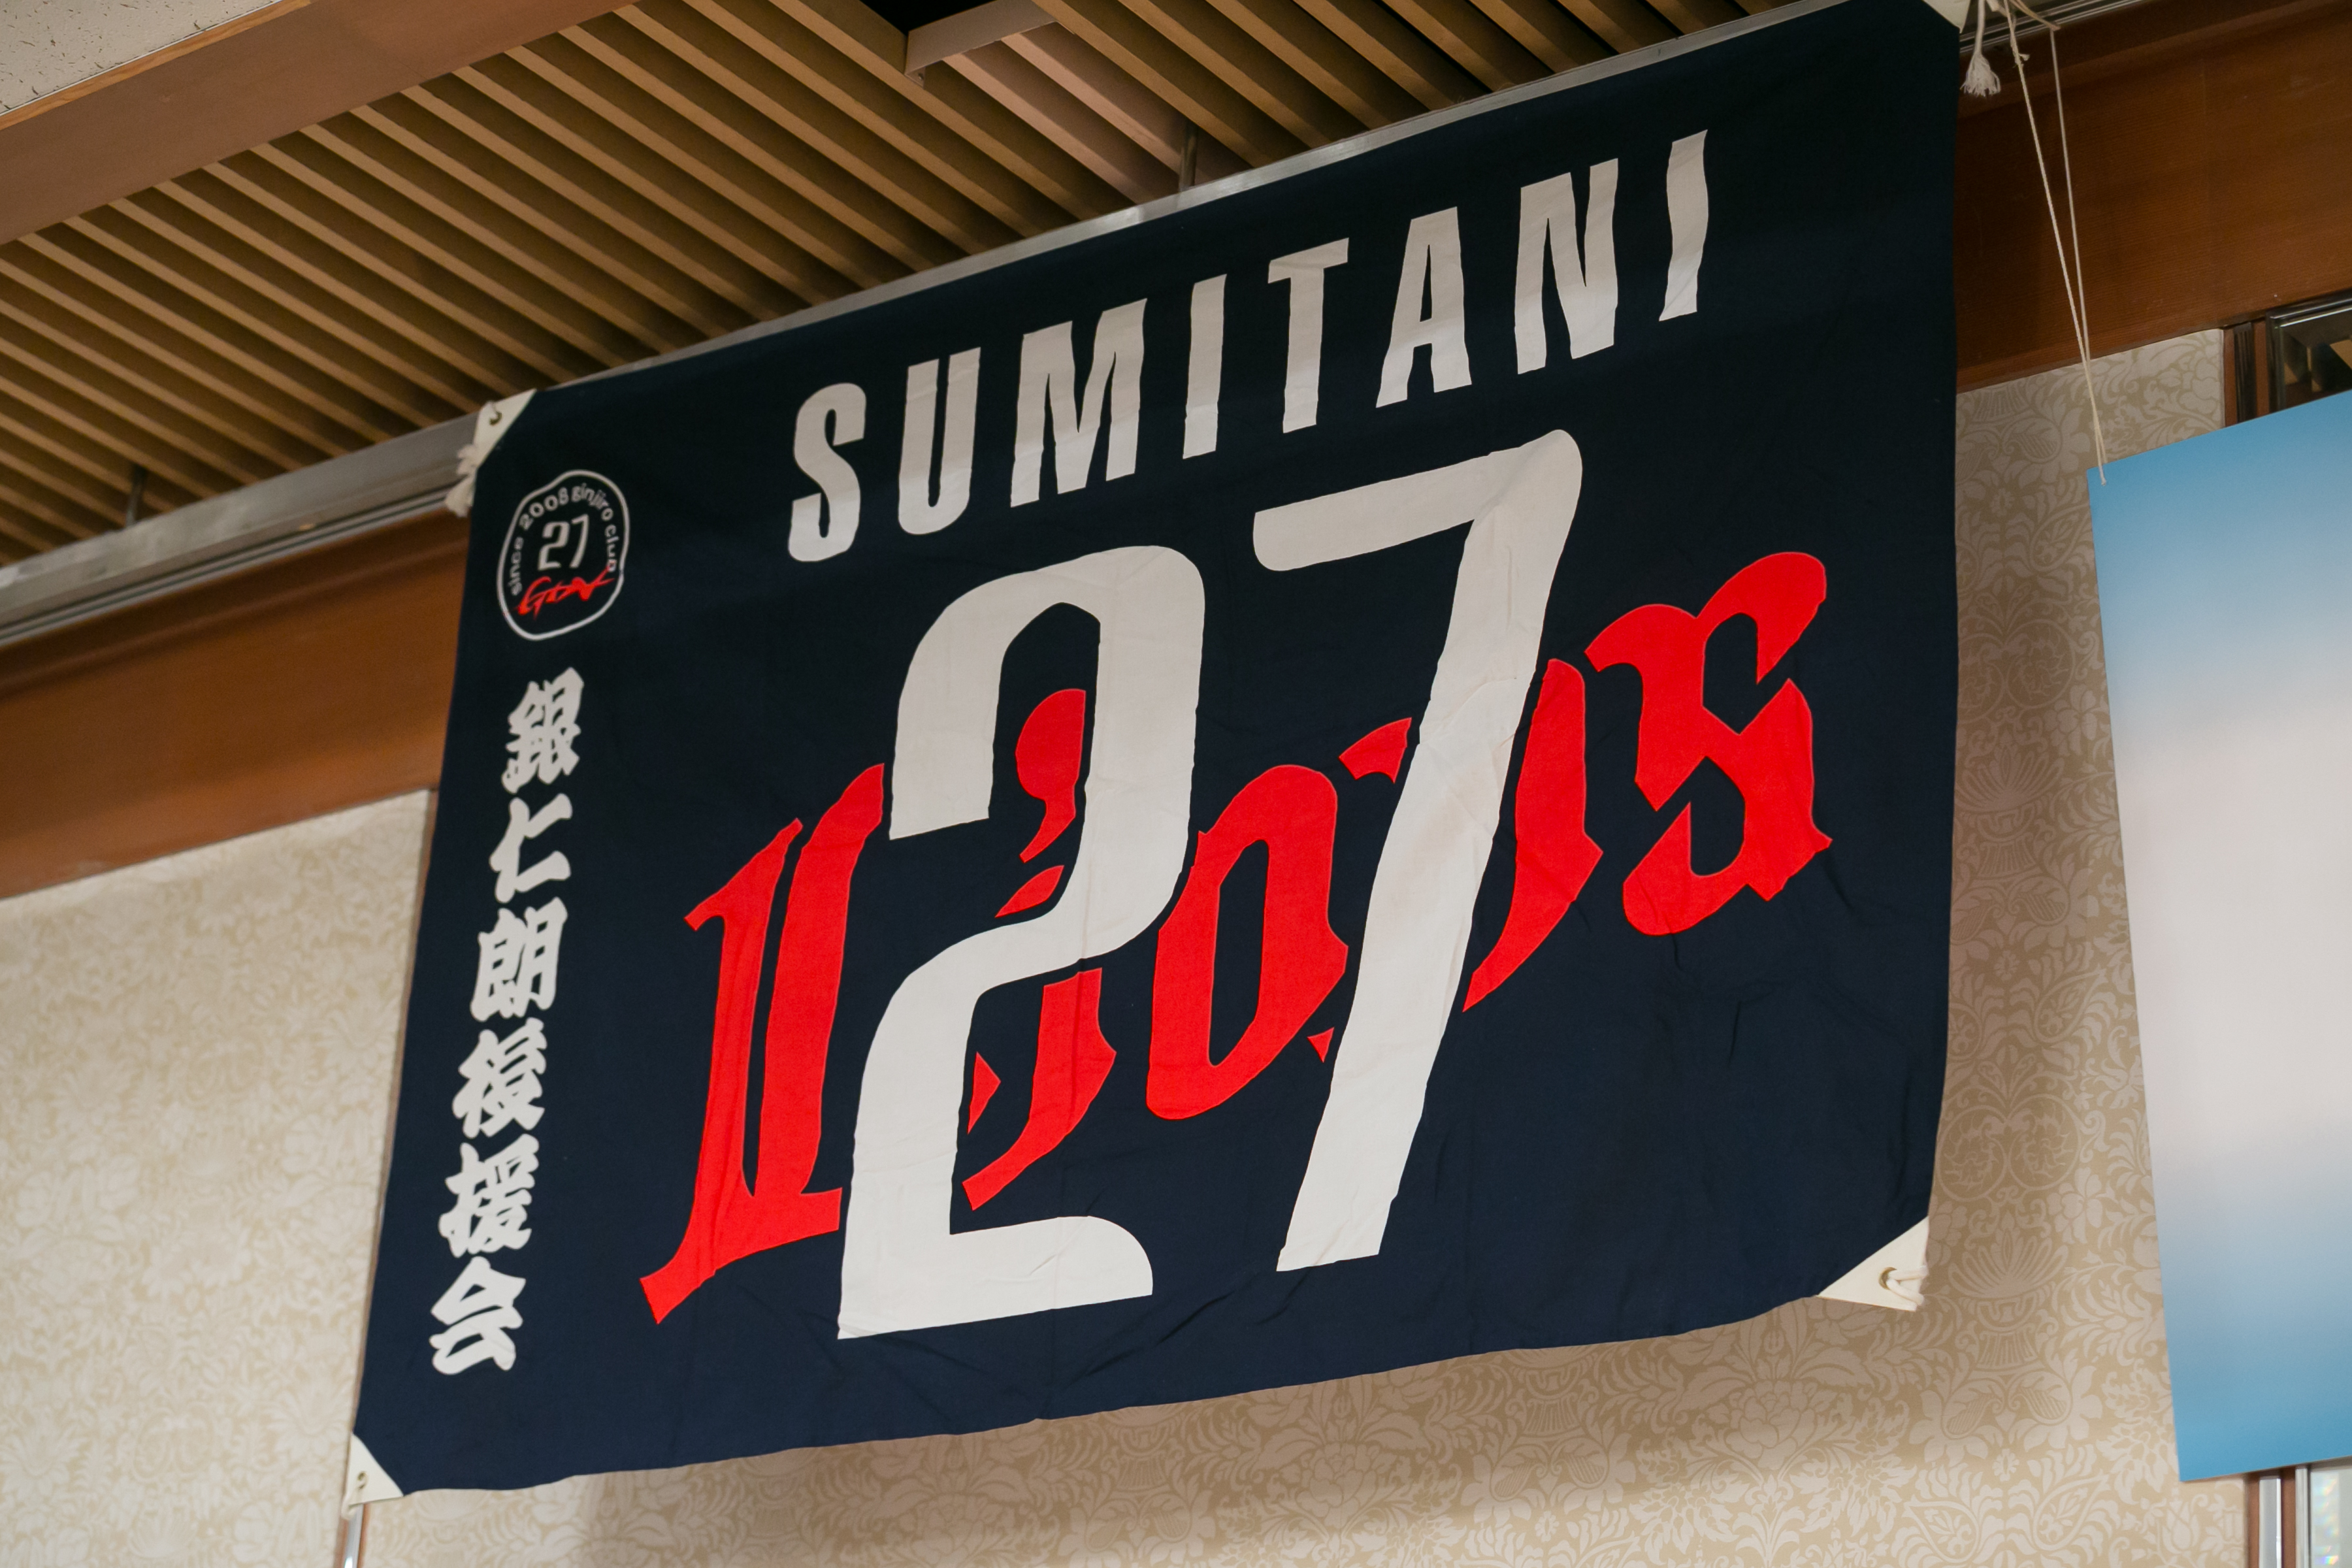 SUMITANI
27
Lions
since 2008 ginjiro club
27
銀仁朗後援会